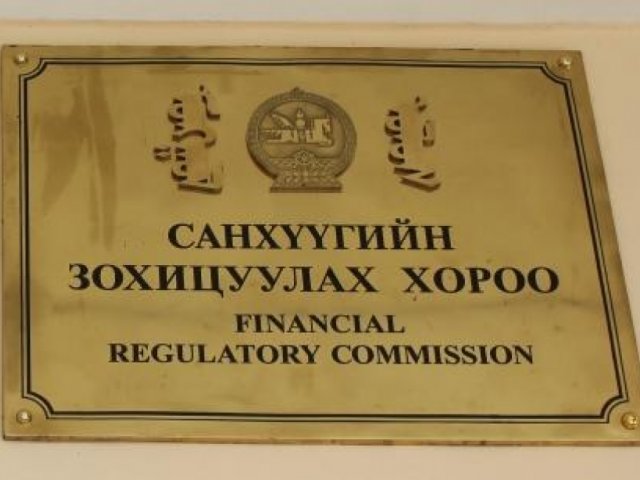 САНХҮҮГИЙН
ЗОХИЦУУЛАХ ХОРОО
FINANCIAL
REGULATORY COMMISSION